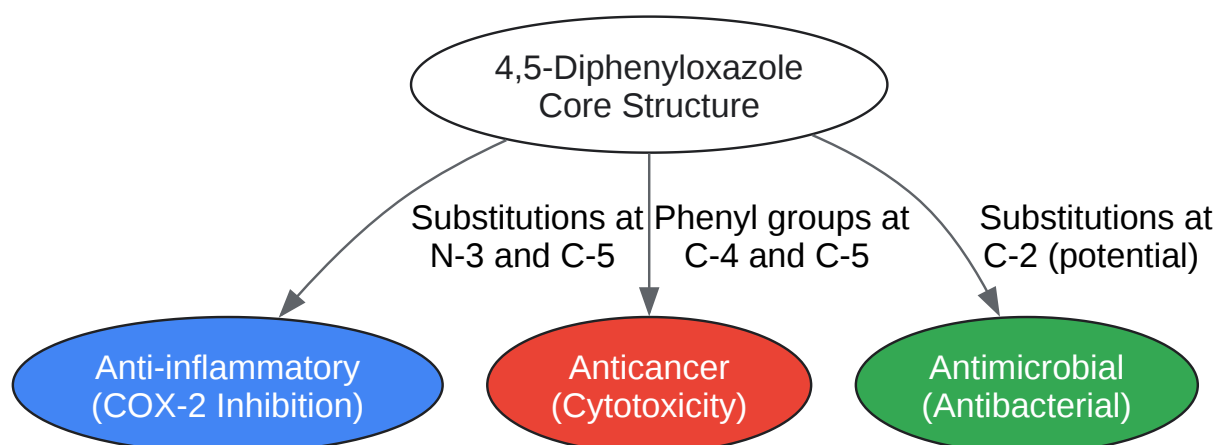 4,5-Diphenyloxazole
Core Structure
Substitutions at
N-3 and C-5
Phenyl groups at
C-4 and C-5
Substitutions at
C-2 (potential)
Anti-inflammatory
(COX-2 Inhibition)
Anticancer
(Cytotoxicity)
Antimicrobial
(Antibacterial)